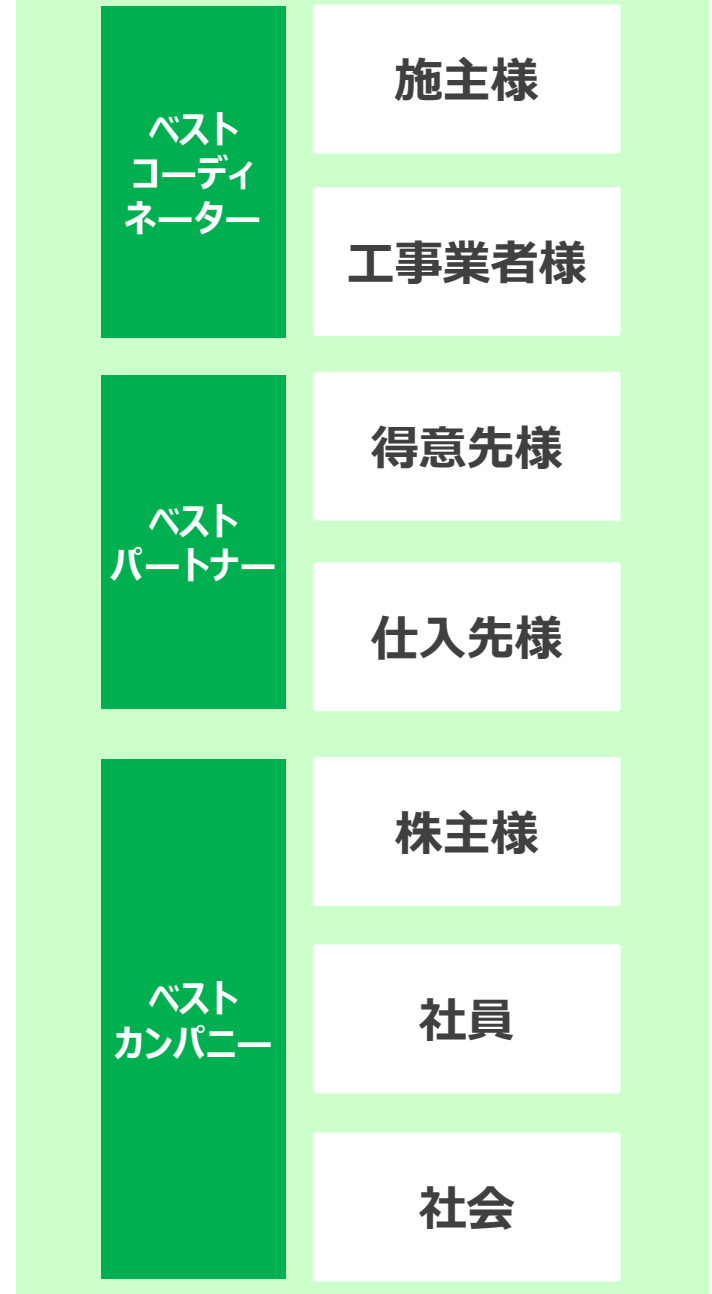 ベスト
コーディ
ネーター
施主様
工事業者様
ベスト
パートナー
得意先様
仕入先様
ベスト
カンパニー
株主様
社員
社会